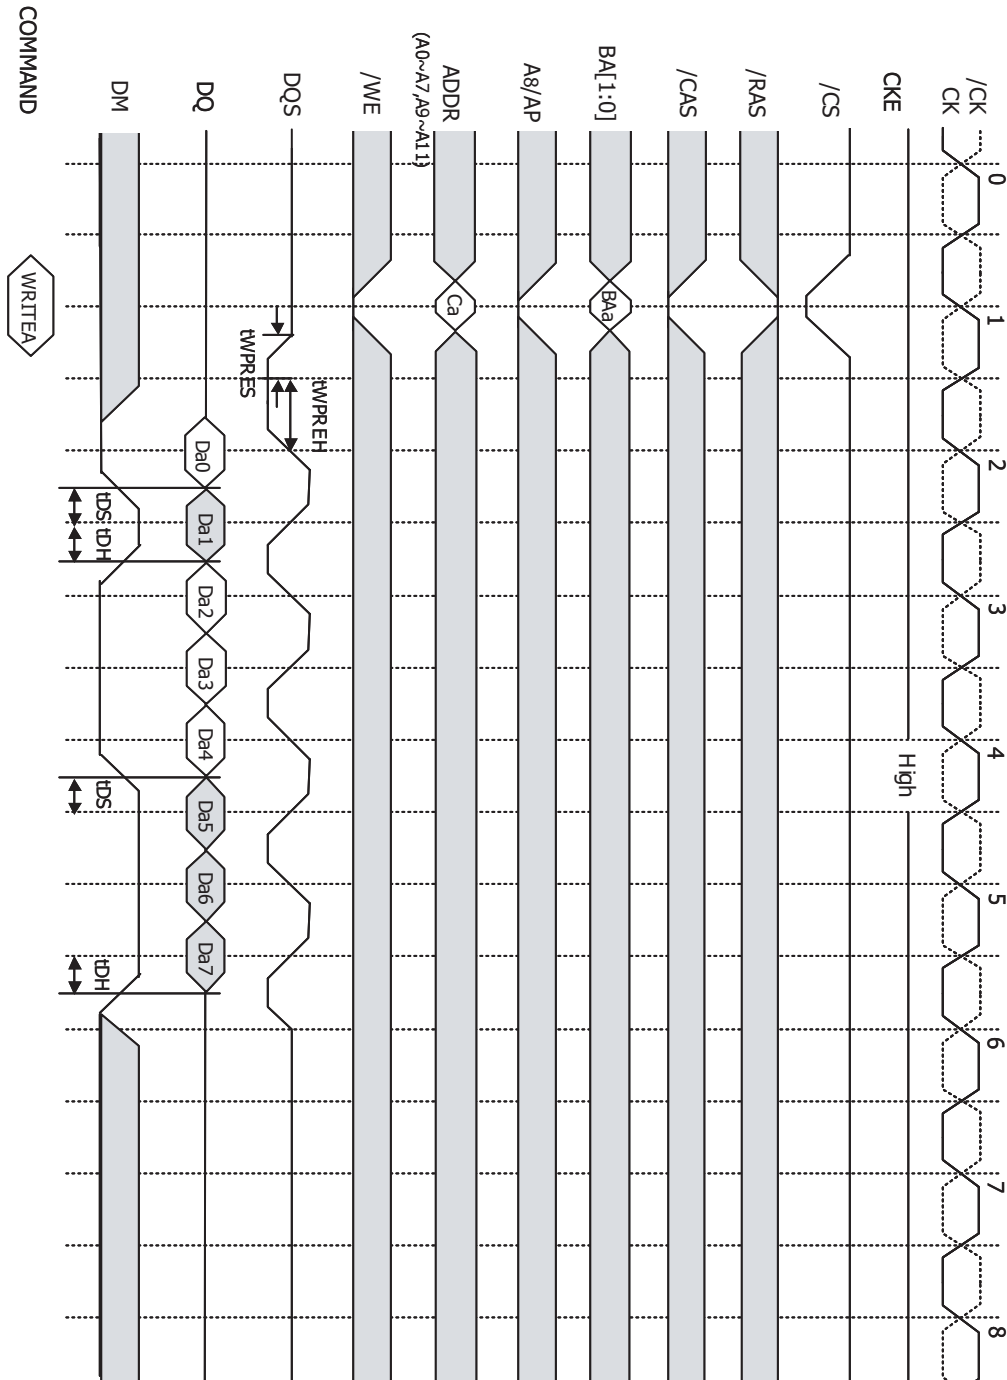 0 1 2 3 4 5 6 7 8
/CK
CK
CKE
High
/CS
/RAS
/CAS
BA[1:0]
BAa
A8/AP
ADDR
(A0~A7,A9~A11)
Ca
/WE
DQS
tWPREH
tWPRES
DQ
Da0 Da1 Da2 Da3 Da4 Da5 Da6 Da7
DM
tDS tDH tDS tDH
COMMAND
WRITEA